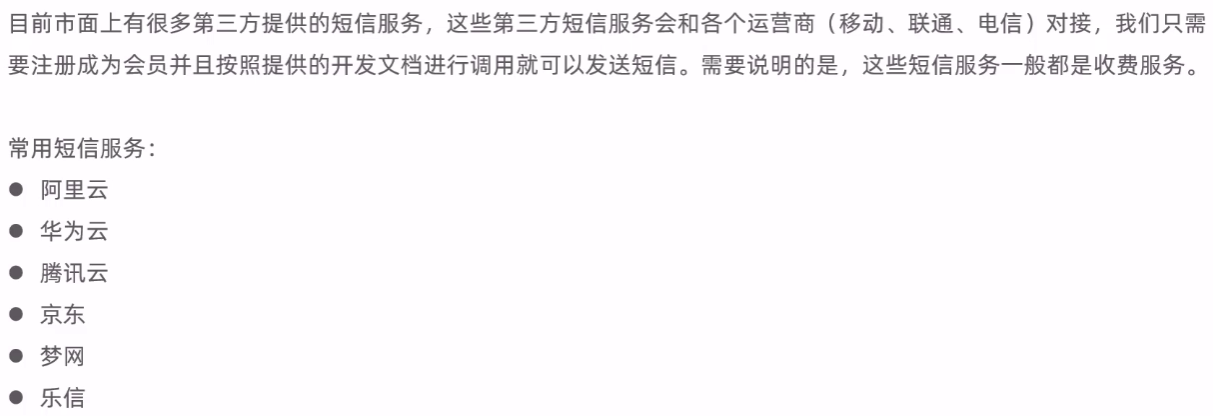 目前市面上有很多第三方提供的短信服务，这些第三方短信服务会和各个运营商（移动、联通、电信）对接，我们只需
要注册成为会员并且按照提供的开发文档进行调用就可以发送短信。需要说明的是，这些短信服务一般都是收费服务。
常用短信服务：
● 阿里云
● 华为云
● 腾讯云
● 京东
● 梦网
● 乐信